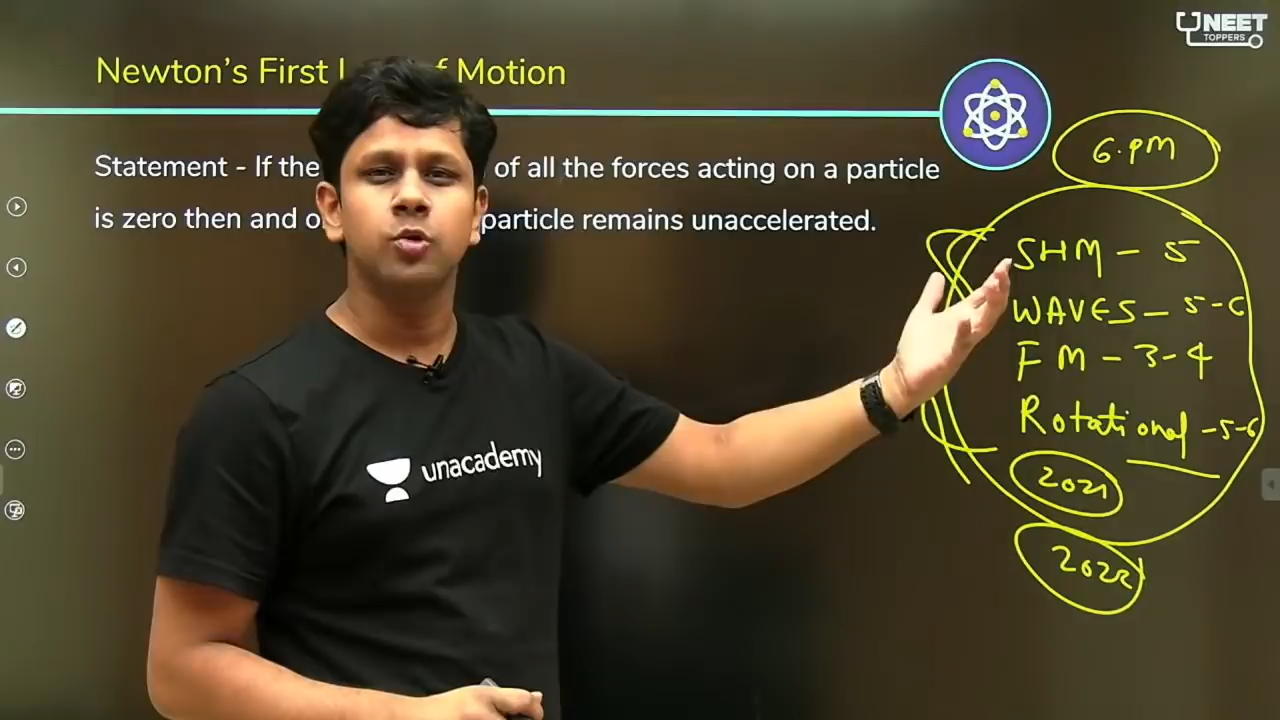 NEET
TOPPERS
Newton's First L f Motion
6.PM
Statement - If the of all the forces acting on a particle
is zero then and o particle remains unaccelerated.
SHM - 5
WAVES - 5-6
FM - 3-4
Rotational - 5-6
2021
2022
unacademy